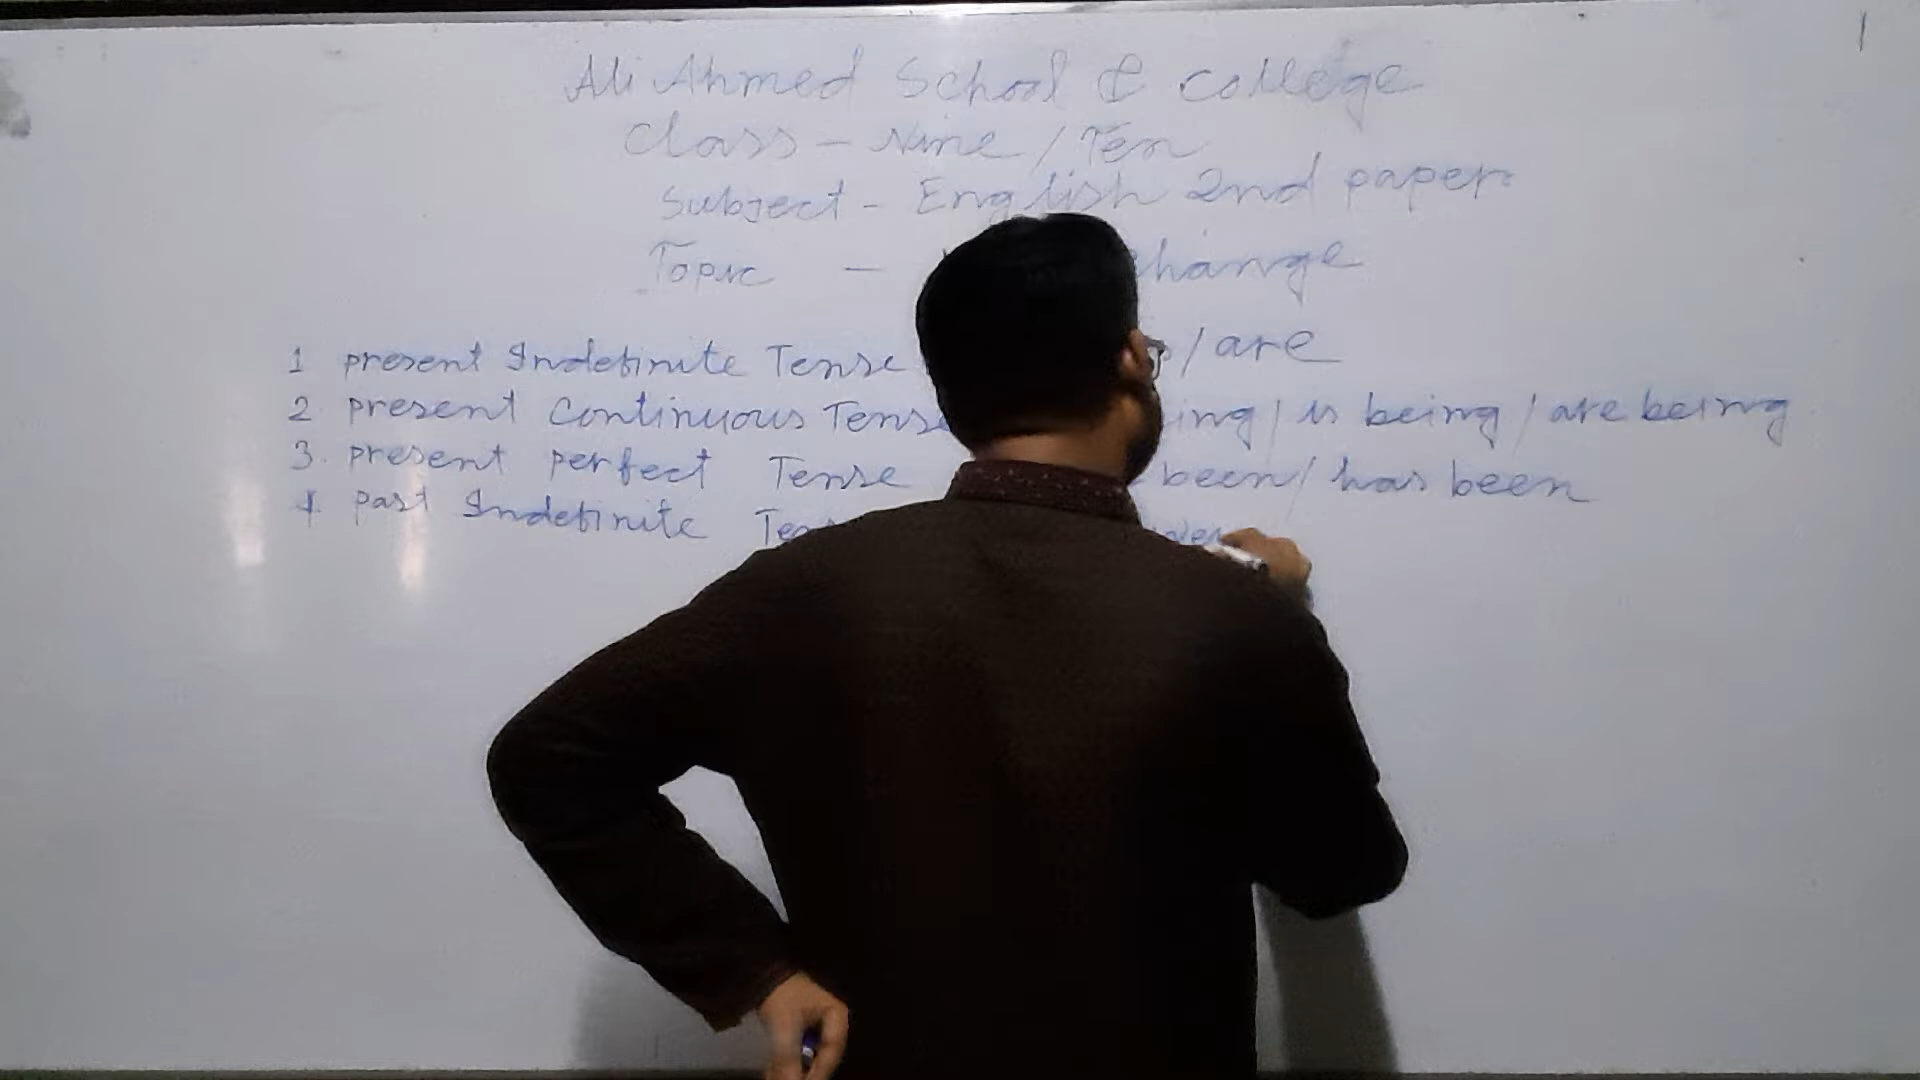 Ali Ahmed School & College
Class - Nine / Ten
Subject - English 2nd paper
Topic - change
1 present Indefinite Tense / are
2. present continuous Tense ing / is being / are being
3. present perfect Tense been / has been
4. past Indefinite